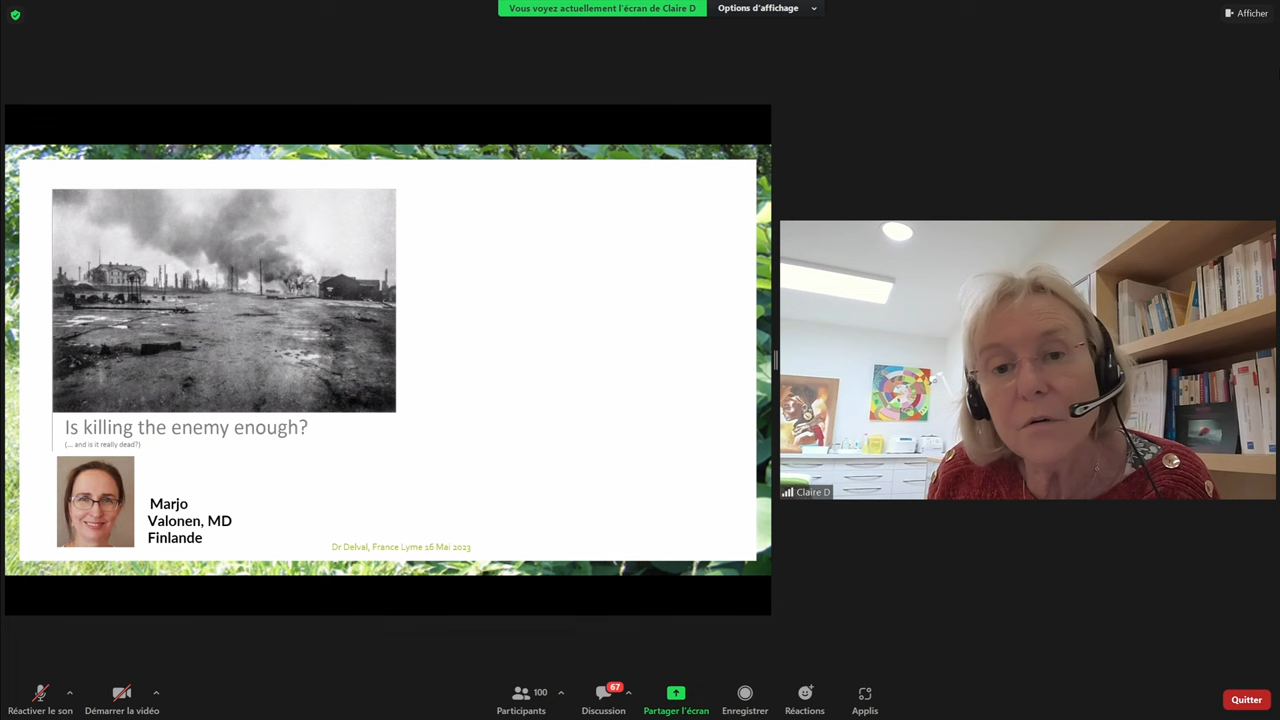 Vous voyez actuellement l'écran de Claire D
Options d'affichage
Afficher
Is killing the enemy enough?
(... and is it really dead?)
Marjo
Valonen, MD
Finlande
Dr Delval, France Lyme 16 Mai 2023
Claire D
Réactiver le son
Démarrer la vidéo
100
Participants
67
Discussion
Partager l'écran
Enregistrer
Réactions
Applis
Quitter